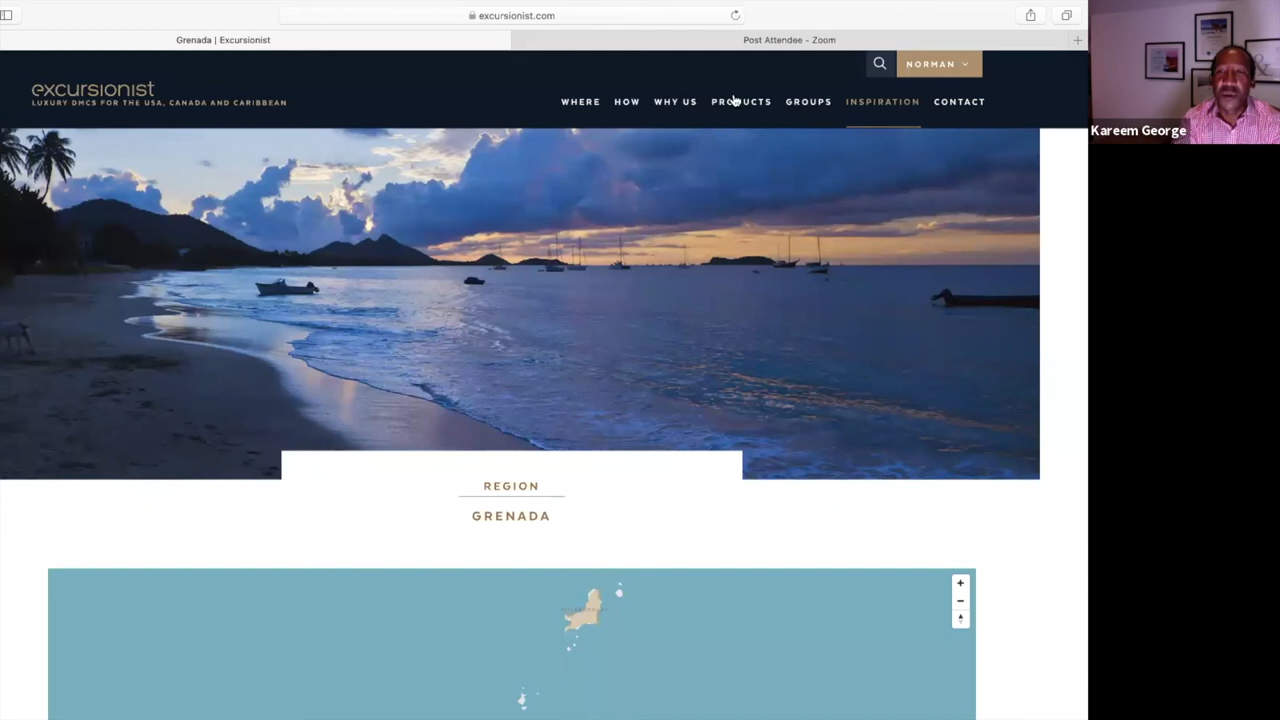 excursionist.com
Grenada | Excursionist
Post Attendee - Zoom
NORMAN
excursionist
LUXURY DMCS FOR THE USA, CANADA AND CARIBBEAN
WHERE HOW WHY US PRODUCTS GROUPS INSPIRATION CONTACT
Kareem George
REGION
GRENADA